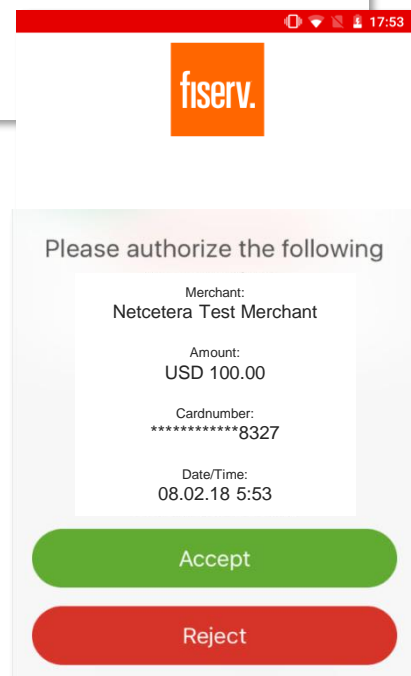 17:53
fiserv.
Please authorize the following
Merchant:
Netcetera Test Merchant
Amount:
USD 100.00
Cardnumber:
************8327
Date/Time:
08.02.18 5:53
Accept
Reject